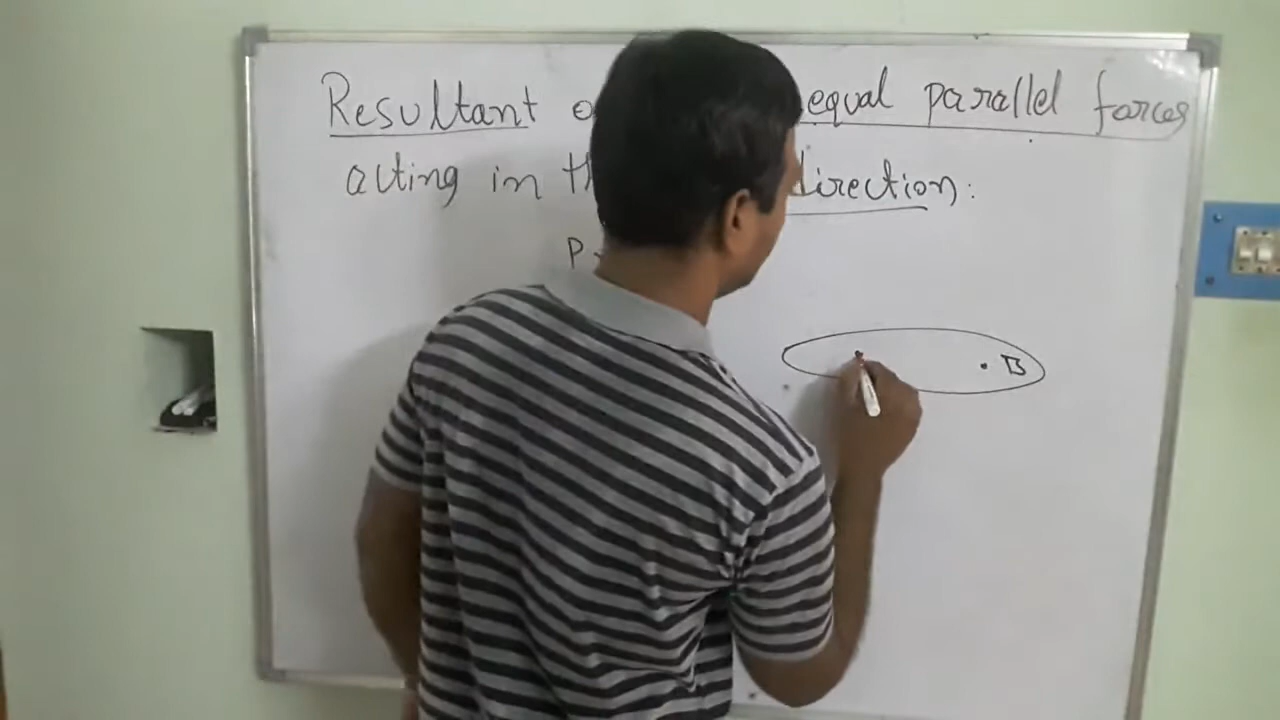 Resultant equal parallel forces
acting in direction:
P
B